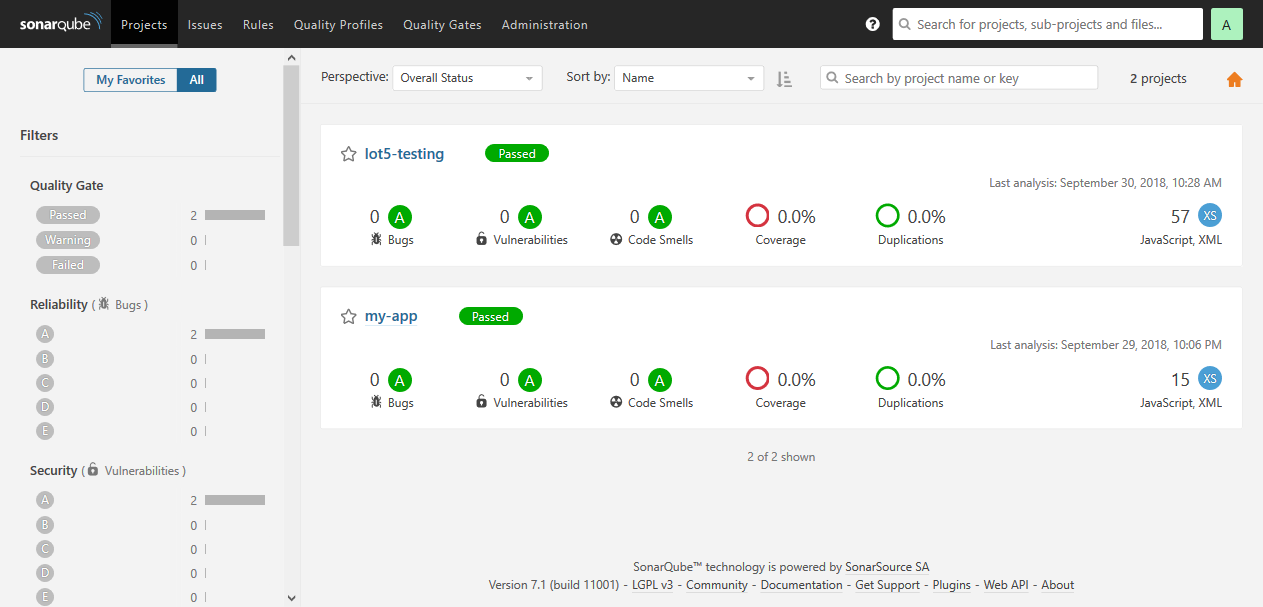 sonarqube Projects Issues Rules Quality Profiles Quality Gates Administration ? Search for projects, sub-projects and files... A
My Favorites All
Perspective: Overall Status Sort by: Name Search by project name or key 2 projects
Filters
Quality Gate
Passed 2
Warning 0
Failed 0
Reliability ( Bugs )
A 2
B 0
C 0
D 0
E 0
Security ( Vulnerabilities )
A 2
B 0
C 0
D 0
E 0
lot5-testing Passed
Last analysis: September 30, 2018, 10:28 AM
0 A 0 A 0 A 0.0% 0.0% 57 XS
Bugs Vulnerabilities Code Smells Coverage Duplications JavaScript, XML
my-app Passed
Last analysis: September 29, 2018, 10:06 PM
0 A 0 A 0 A 0.0% 0.0% 15 XS
Bugs Vulnerabilities Code Smells Coverage Duplications JavaScript, XML
2 of 2 shown
SonarQube™ technology is powered by SonarSource SA
Version 7.1 (build 11001) - LGPL v3 - Community - Documentation - Get Support - Plugins - Web API - About